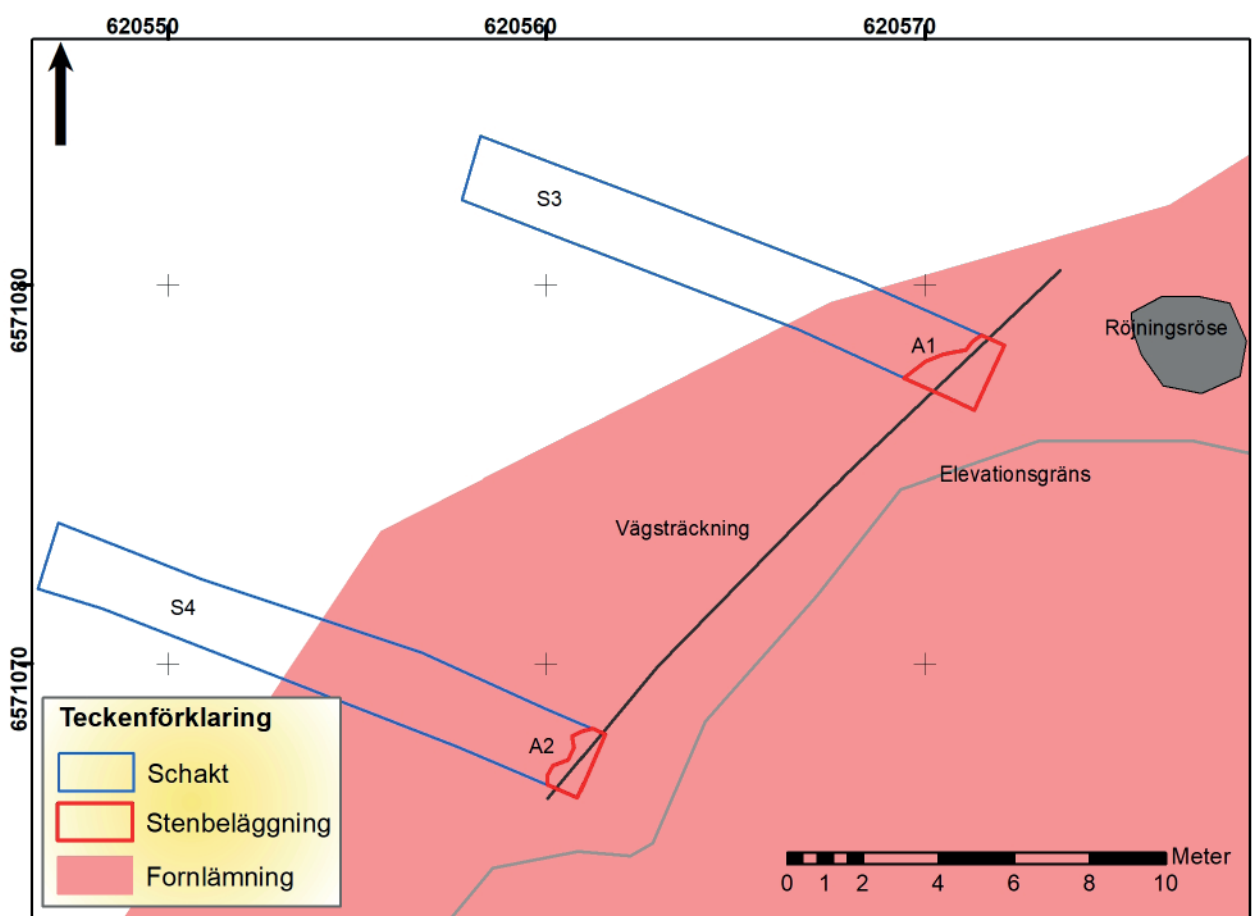 620550
620560
620570
6571080
6571070
S3
A1
Röjningsröse
Elevationsgräns
Vägsträckning
S4
A2
Teckenförklaring
Schakt
Stenbeläggning
Fornlämning
Meter
0 1 2 4 6 8 10